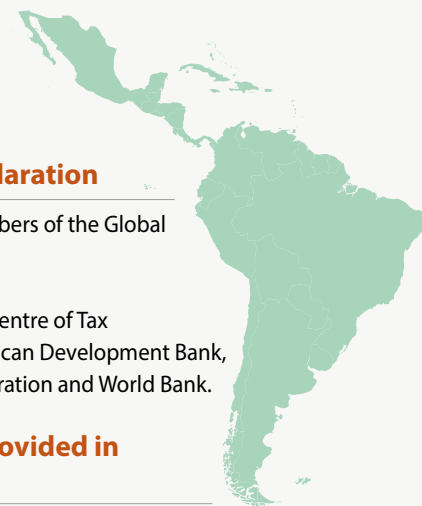 laration
bers of the Global
entre of Tax
can Development Bank,
ration and World Bank.
ovided in